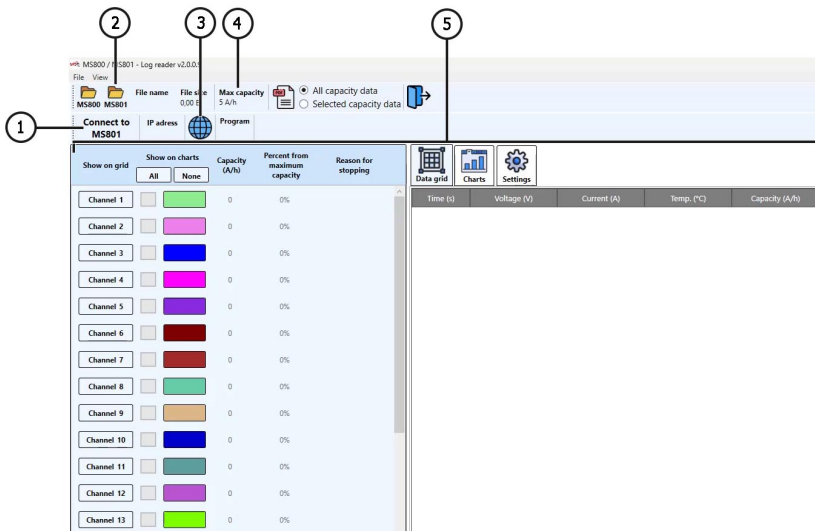 2
3
4
5
1
MS800 / MS801 - Log reader v2.0.0.9
File View
MS800 MS801
File name
File size
0,00 B
Max capacity
5 A/h
PDF
All capacity data
Selected capacity data
Connect to
MS801
IP adress
Program
Show on grid
Show on charts
All None
Capacity
(A/h)
Percent from
maximum
capacity
Reason for
stopping
Data grid
Charts
Settings
Time (s) Voltage (V) Current (A) Temp. (°C) Capacity (A/h)
Channel 1 0 0%
Channel 2 0 0%
Channel 3 0 0%
Channel 4 0 0%
Channel 5 0 0%
Channel 6 0 0%
Channel 7 0 0%
Channel 8 0 0%
Channel 9 0 0%
Channel 10 0 0%
Channel 11 0 0%
Channel 12 0 0%
Channel 13 0 0%